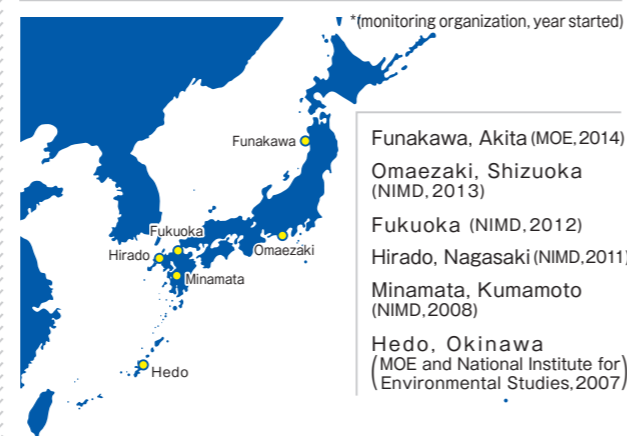 *(monitoring organization, year started)
Funakawa
Fukuoka
Hirado
Omaezaki
Minamata
Hedo
Funakawa, Akita (MOE, 2014)
Omaezaki, Shizuoka
(NIMD, 2013)
Fukuoka (NIMD, 2012)
Hirado, Nagasaki (NIMD, 2011)
Minamata, Kumamoto
(NIMD, 2008)
Hedo, Okinawa
(MOE and National Institute for
Environmental Studies, 2007)